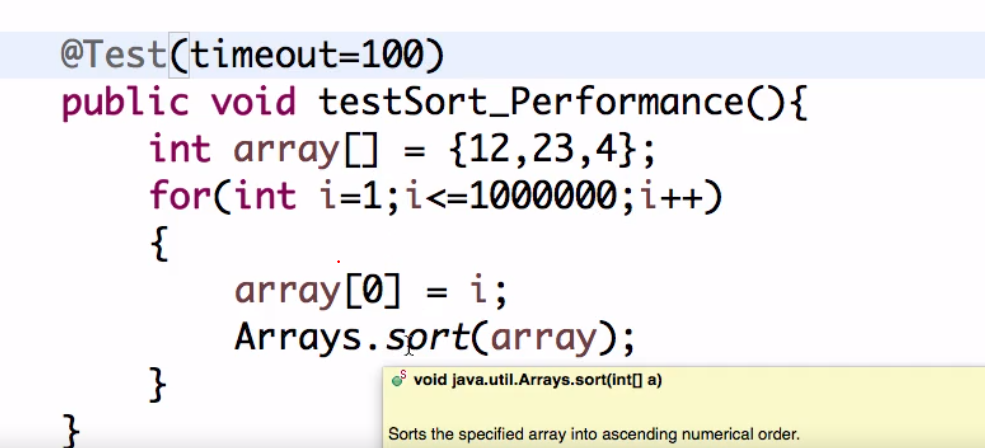 @Test(timeout=100)
public void testSort_Performance(){
int array[] = {12,23,4};
for(int i=1;i<=1000000;i++)
{
array[0] = i;
Arrays.sort(array);
}
}
S void java.util.Arrays.sort(int[] a)
Sorts the specified array into ascending numerical order.